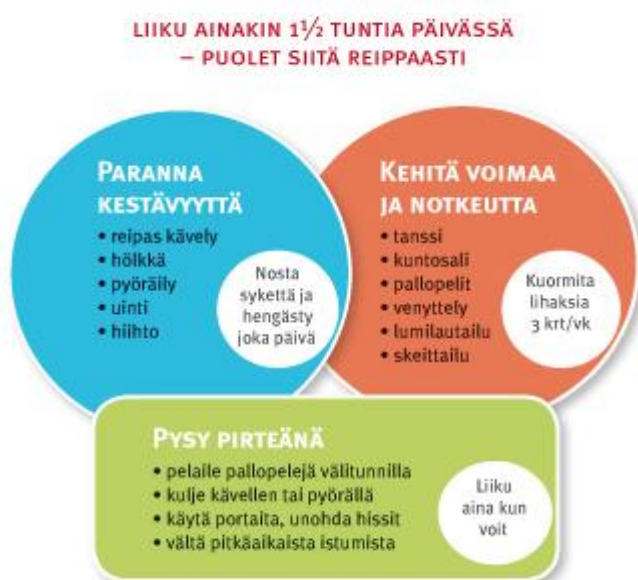 LIIKU AINAKIN 1½ TUNTIA PÄIVÄSSÄ
– PUOLET SIITÄ REIPPAASTI
PARANNA
KESTÄVYYTTÄ
• reipas kävely
• hölkkä
• pyöräily
• uinti
• hiihto
Nosta
sykettä ja
hengästy
joka päivä
KEHITÄ VOIMAA
JA NOTKEUTTA
• tanssi
• kuntosali
• pallopelit
• venyttely
• lumilautailu
• skeittailu
Kuormita
lihaksia
3 krt/vk
PYSY PIRTEÄNÄ
• pelaile pallopelejä välitunnilla
• kulje kävellen tai pyörällä
• käytä portaita, unohda hissit
• vältä pitkäaikaista istumista
Liiku
aina kun
voit